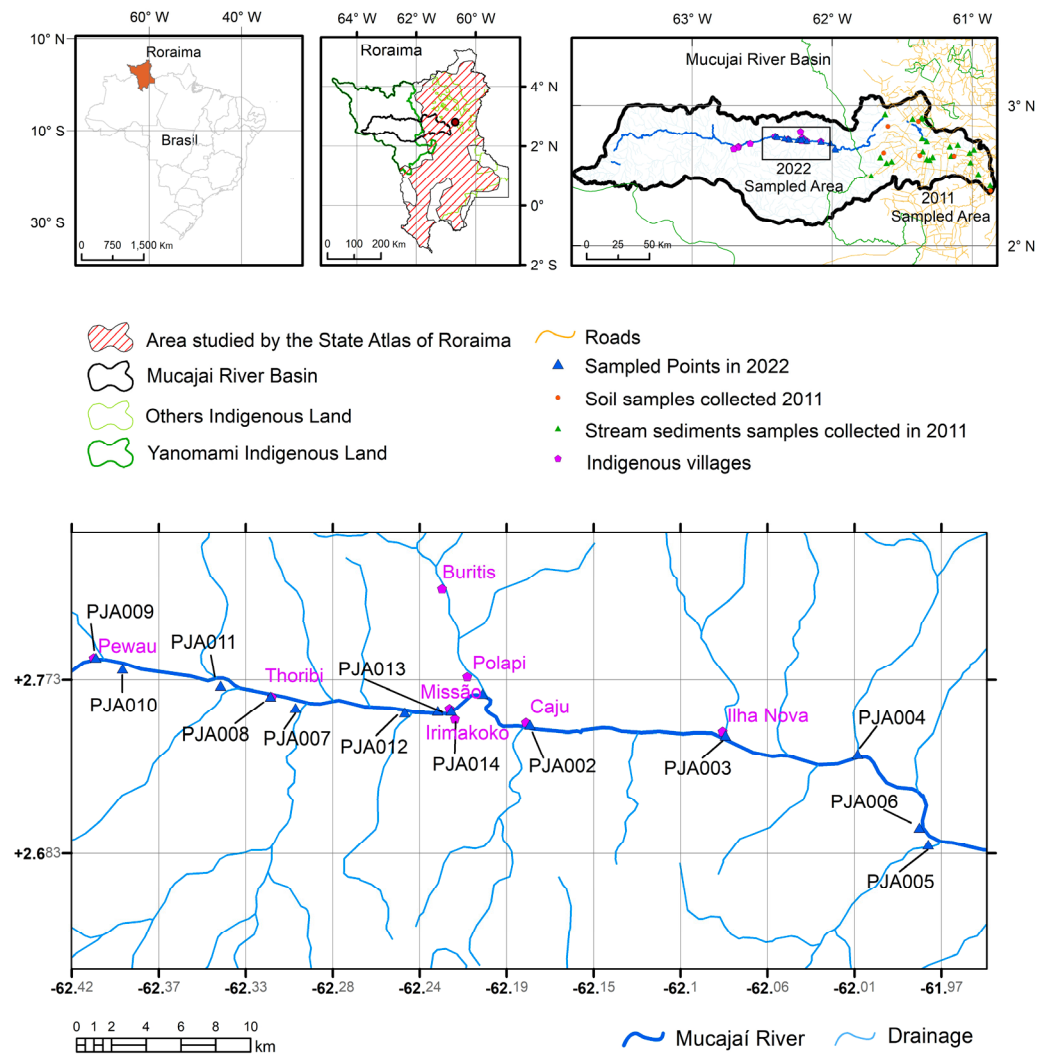 60° W
40° W
10° N
Roraima
10° S
Brasil
30° S
0 750 1,500 Km
64° W 62° W 60° W
Roraima
4° N
2° N
0°
2° S
0 100 200 Km
63° W
62° W
61° W
Mucujai River Basin
3° N
2022
Sampled Area
2011
Sampled Area
2° N
0 25 50 Km
Area studied by the State Atlas of Roraima
Mucajai River Basin
Others Indigenous Land
Yanomami Indigenous Land
Roads
Sampled Points in 2022
Soil samples collected 2011
Stream sediments samples collected in 2011
Indigenous villages
Buritis
PJA009
Pewau
PJA011
PJA013
Polapi
+2.773
Thoribi
Missão
PJA010
Irimakoko
Caju
Ilha Nova
PJA004
PJA008
PJA007
PJA012
PJA014
PJA002
PJA003
PJA006
+2.683
PJA005
-62.42 -62.37 -62.33 -62.28 -62.24 -62.19 -62.15 -62.1 -62.06 -62.01 -61.97
0 1 2 4 6 8 10
km
Mucajaí River
Drainage